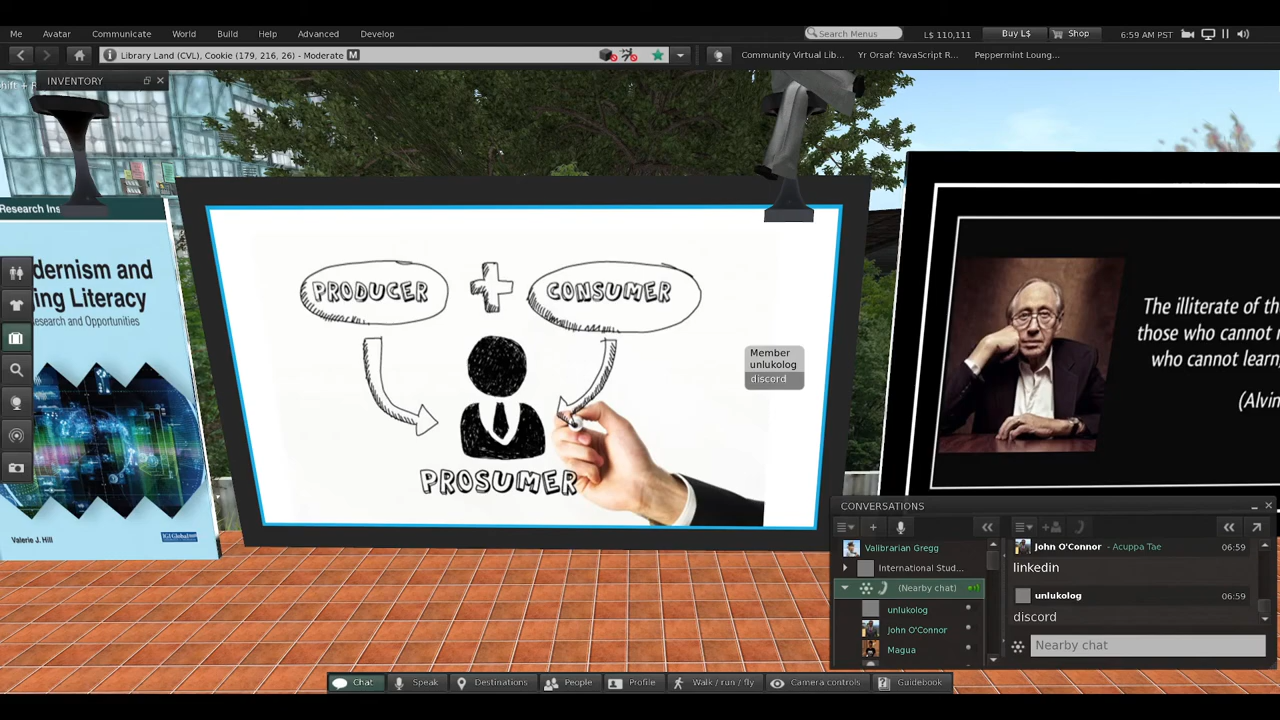 Me Avatar Communicate World Build Help Advanced Develop
Search Menus
L$ 110,111
Buy L$
Shop
6:59 AM PST
Library Land (CVL), Cookie (179, 216, 26) - Moderate M
Community Virtual Lib...
Yr Orsaf: YavaScript R...
Peppermint Loung...
INVENTORY
hift + R
Research Ins
dernism and
ing Literacy
esearch and Opportunities
Valerie J. Hill
IGI Global
PRODUCER + CONSUMER
PROSUMER
Member
unlukolog
discord
The illiterate of th
those who cannot
who cannot learn,
(Alvin
CONVERSATIONS
Valibrarian Gregg
International Stud...
(Nearby chat)
unlukolog
John O'Connor
Magua
John O'Connor - Acuppa Tae 06:59
linkedin
unlukolog 06:59
discord
Nearby chat
Chat Speak Destinations People Profile Walk / run / fly Camera controls Guidebook